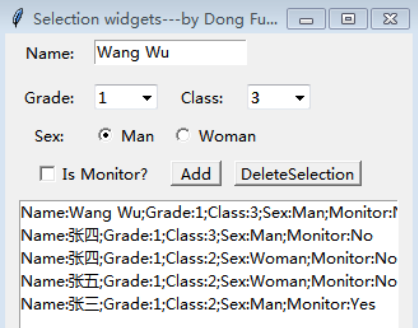 Selection widgets---by Dong Fu...
Name: Wang Wu
Grade: 1 Class: 3
Sex: Man Woman
Is Monitor? Add DeleteSelection
Name:Wang Wu;Grade:1;Class:3;Sex:Man;Monitor:
Name:张四;Grade:1;Class:3;Sex:Man;Monitor:No
Name:张四;Grade:1;Class:2;Sex:Woman;Monitor:No
Name:张五;Grade:1;Class:2;Sex:Woman;Monitor:No
Name:张三;Grade:1;Class:2;Sex:Man;Monitor:Yes